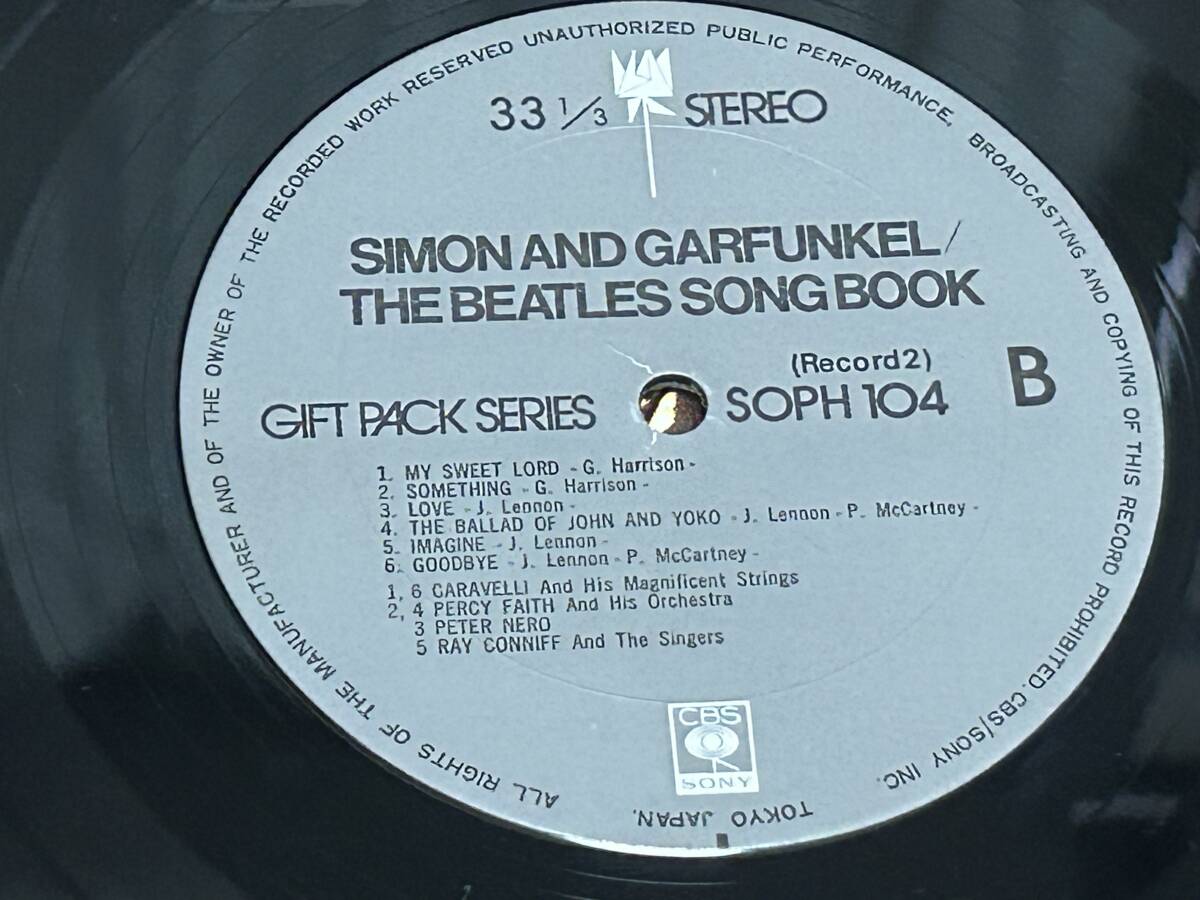 ALL RIGHTS OF THE MANUFACTURER AND OF THE OWNER OF THE RECORDED WORK RESERVED UNAUTHORIZED PUBLIC PERFORMANCE, BROADCASTING AND COPYING OF THIS RECORD PROHIBITED. CBS/SONY INC.
TOKYO JAPAN.
33 1/3 STEREO
SIMON AND GARFUNKEL/
THE BEATLES SONG BOOK
(Record 2)
GIFT PACK SERIES SOPH 104
B
1. MY SWEET LORD - G. Harrison -
2. SOMETHING - G. Harrison -
3. LOVE - J. Lennon -
4. THE BALLAD OF JOHN AND YOKO - J. Lennon - P. McCartney -
5. IMAGINE - J. Lennon -
6. GOODBYE - J. Lennon - P. McCartney -
1, 6 CARAVELLI And His Magnificent Strings
2, 4 PERCY FAITH And His Orchestra
3 PETER NERO
5 RAY CONNIFF And The Singers
CBS
SONY